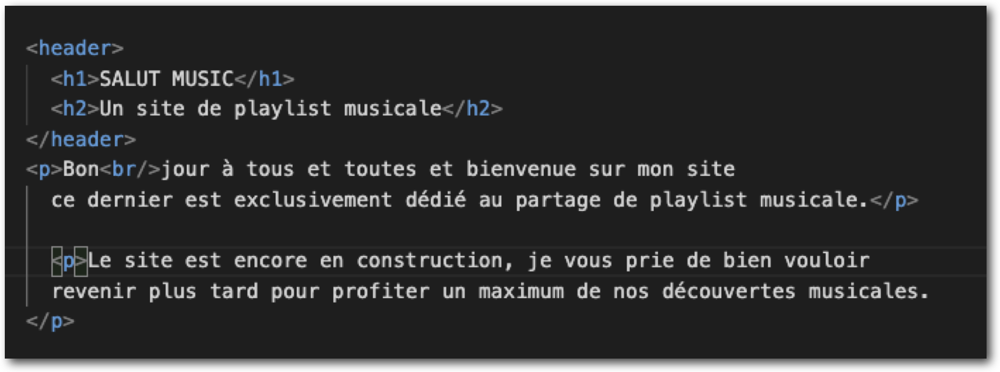 <header>
<h1>SALUT MUSIC</h1>
<h2>Un site de playlist musicale</h2>
</header>
<p>Bon<br/>jour à tous et toutes et bienvenue sur mon site
ce dernier est exclusivement dédié au partage de playlist musicale.</p>
<p>Le site est encore en construction, je vous prie de bien vouloir
revenir plus tard pour profiter un maximum de nos découvertes musicales.
</p>